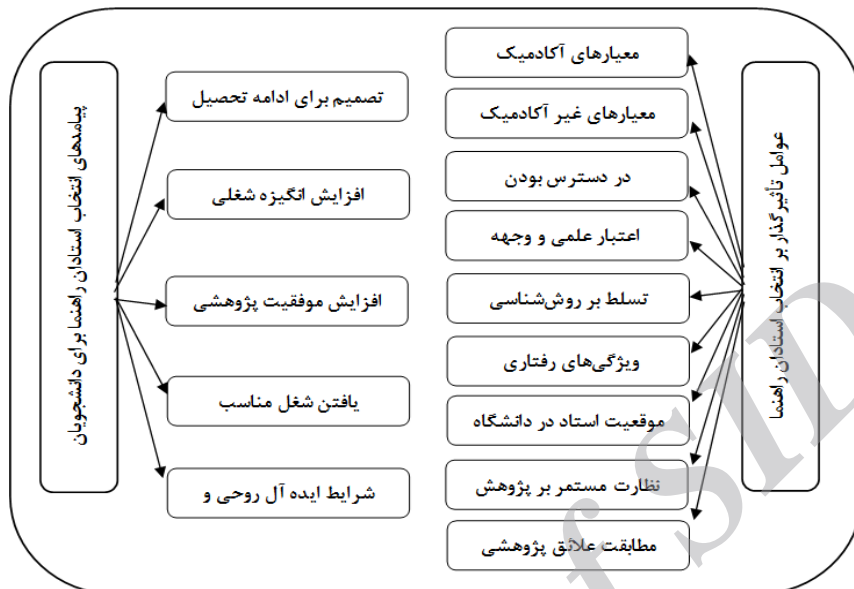 عوامل تأثیرگذار بر انتخاب استادان راهنما
معیارهای آکادمیک
معیارهای غیر آکادمیک
در دسترس بودن
اعتبار علمی و وجهه
تسلط بر روش‌شناسی
ویژگی‌های رفتاری
موقعیت استاد در دانشگاه
نظارت مستمر بر پژوهش
مطابقت علائق پژوهشی
پیامدهای انتخاب استادان راهنما برای دانشجویان
تصمیم برای ادامه تحصیل
افزایش انگیزه شغلی
افزایش موفقیت پژوهشی
یافتن شغل مناسب
شرایط ایده آل روحی و
f SID